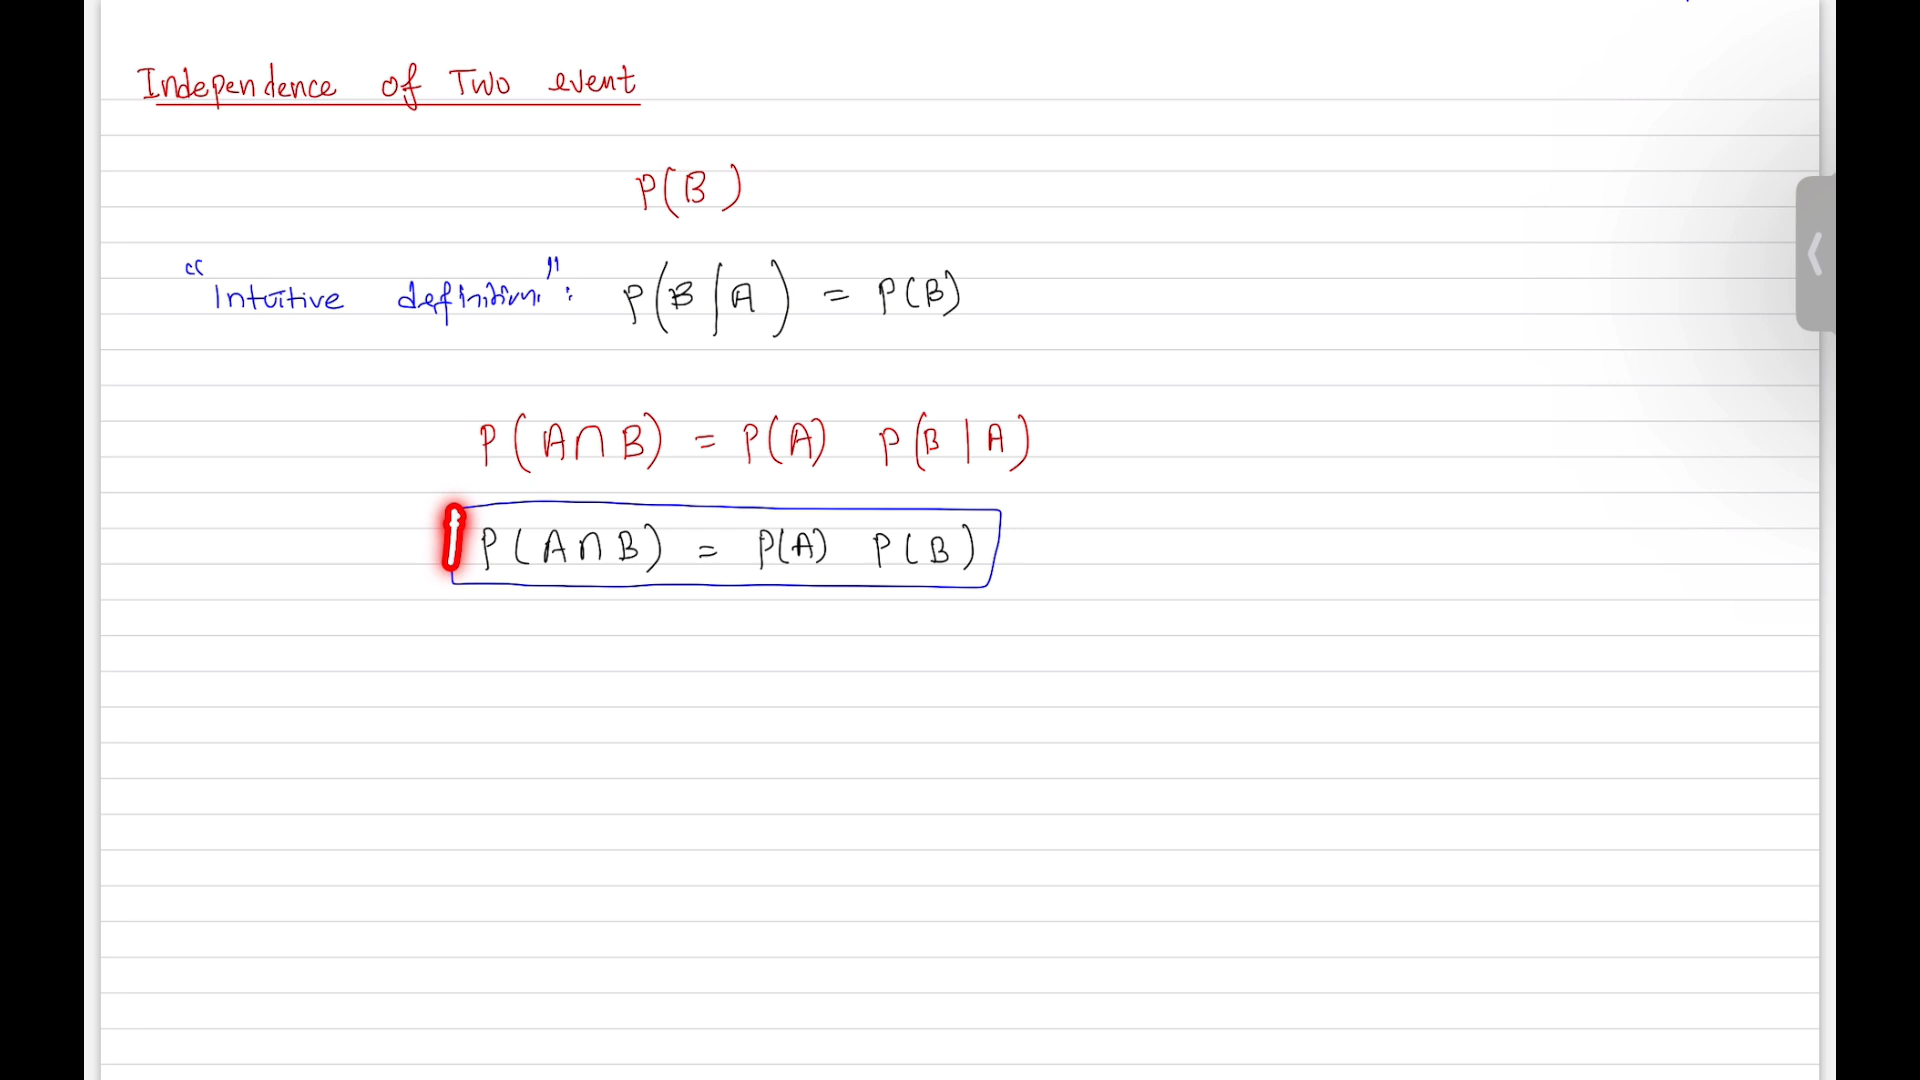 Independence of Two event
P(B)
"Intuitive definition": P(B|A) = P(B)
P(A∩B) = P(A) P(B|A)
P(A∩B) = P(A) P(B)